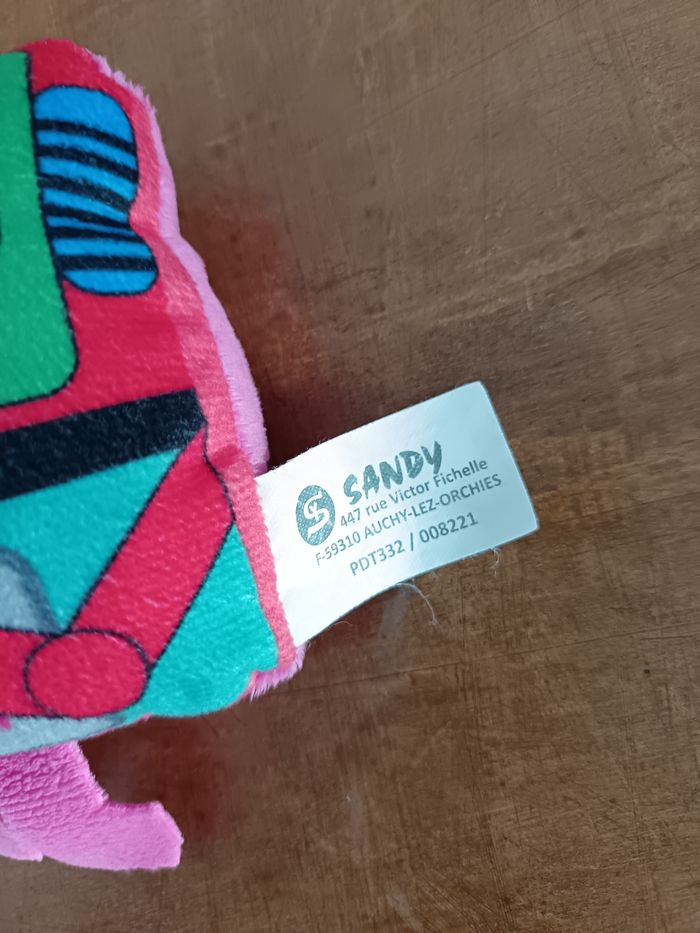 SANDY
447 rue Victor Fichelle
F-59310 AUCHY-LEZ-ORCHIES
PDT332 / 008221